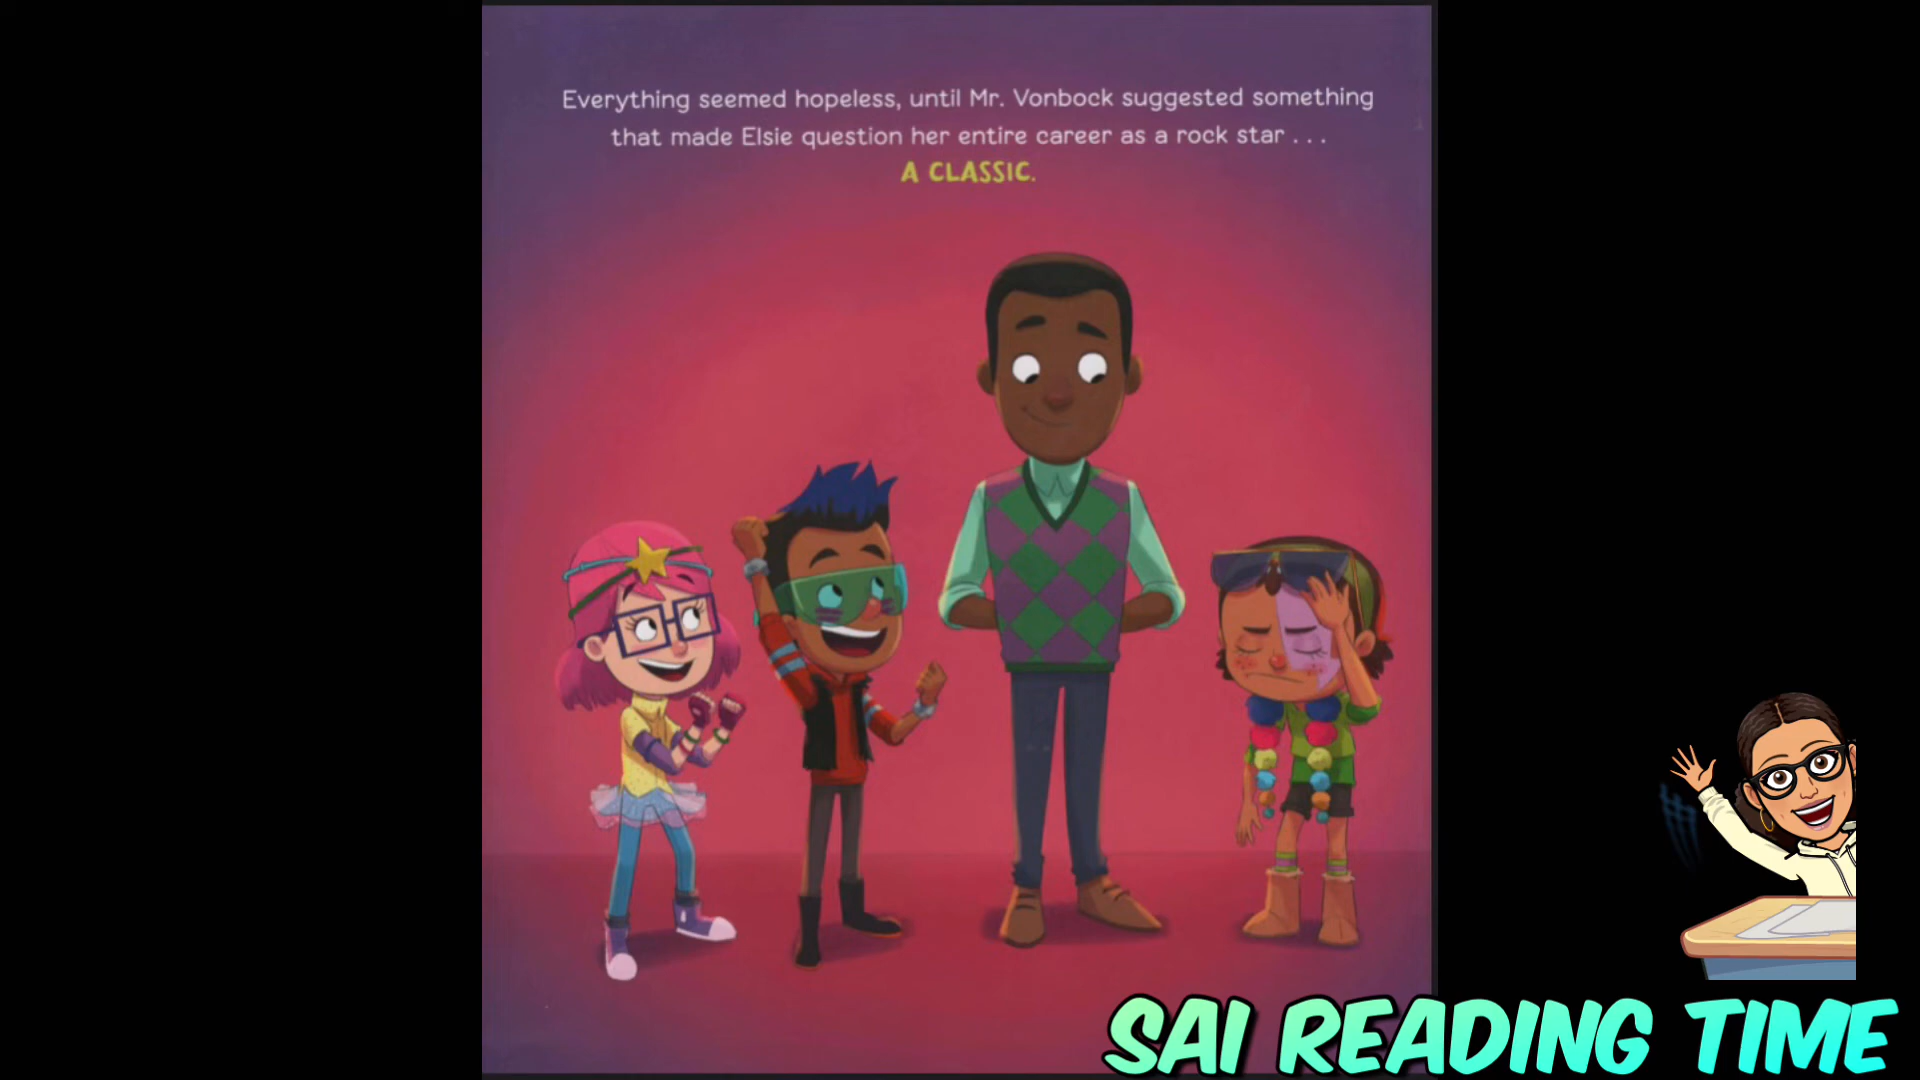 Everything seemed hopeless, until Mr. Vonbock suggested something
that made Elsie question her entire career as a rock star . . .
A CLASSIC.
SAI READING TIME